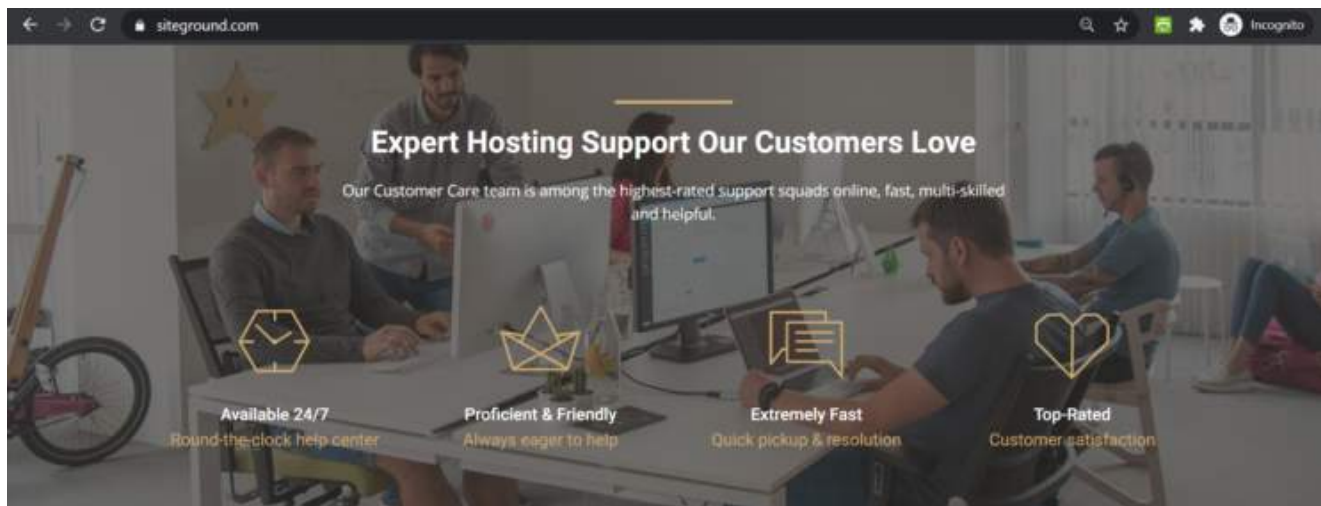 siteground.com
Incognito
Expert Hosting Support Our Customers Love
Our Customer Care team is among the highest-rated support squads online, fast, multi-skilled
and helpful.
Available 24/7
Round-the-clock help center
Proficient & Friendly
Always eager to help
Extremely Fast
Quick pickup & resolution
Top-Rated
Customer satisfaction